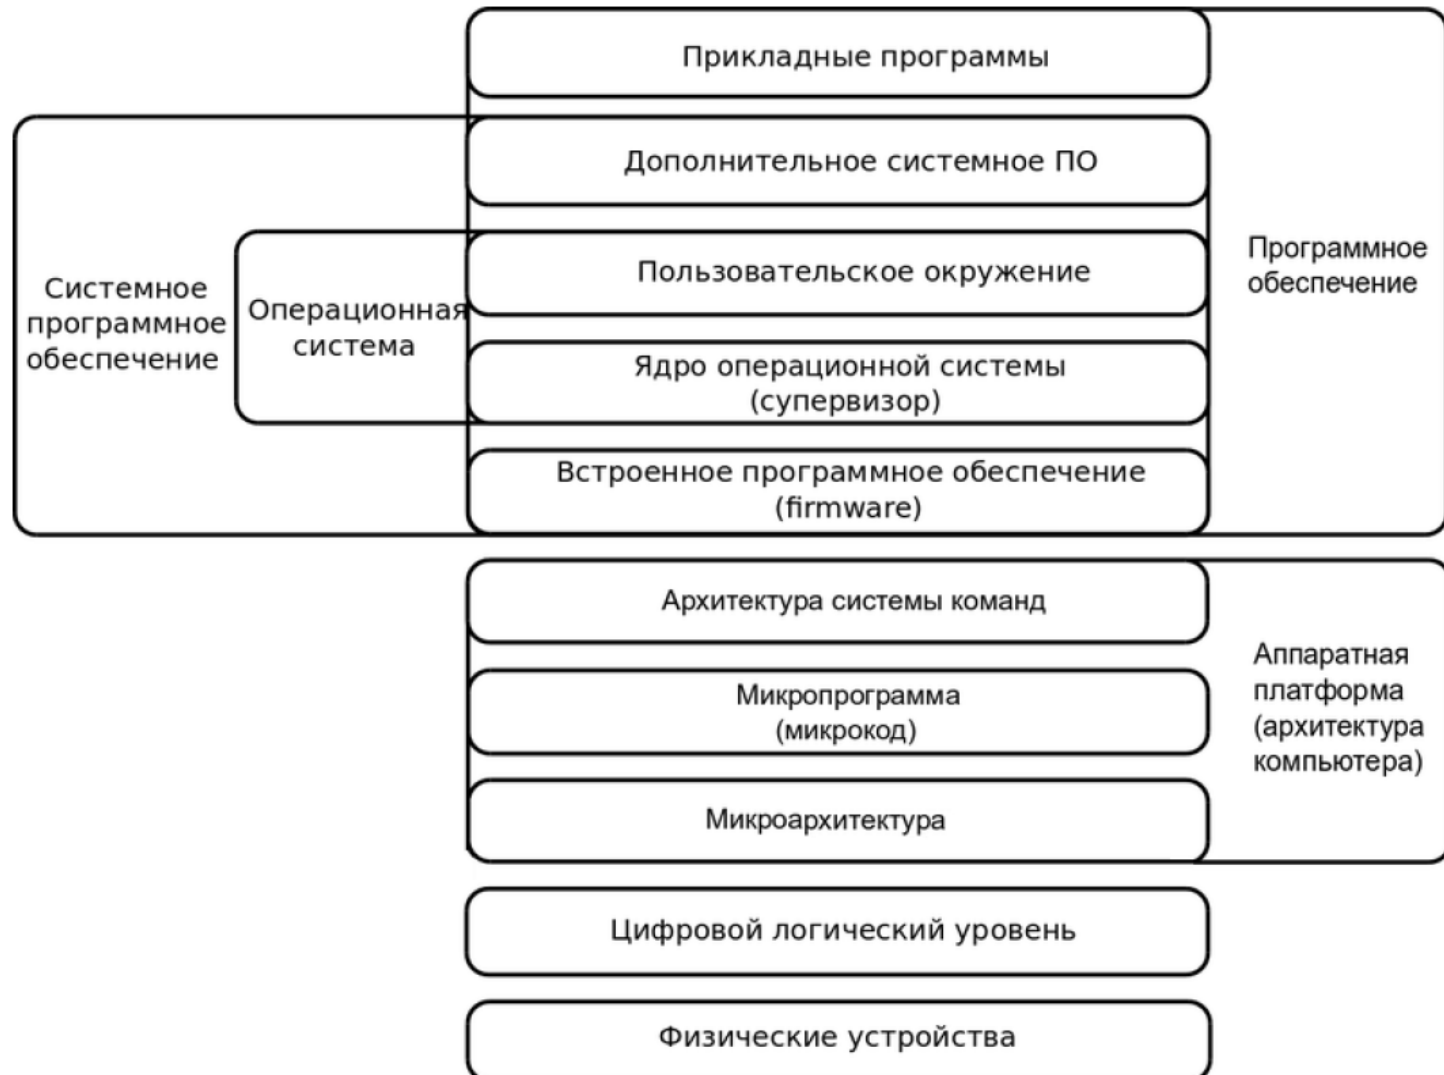 Прикладные программы
Дополнительное системное ПО
Пользовательское окружение
Ядро операционной системы
(супервизор)
Встроенное программное обеспечение
(firmware)
Системное
программное
обеспечение
Операционная
система
Программное
обеспечение
Архитектура системы команд
Микропрограмма
(микрокод)
Микроархитектура
Аппаратная
платформа
(архитектура
компьютера)
Цифровой логический уровень
Физические устройства